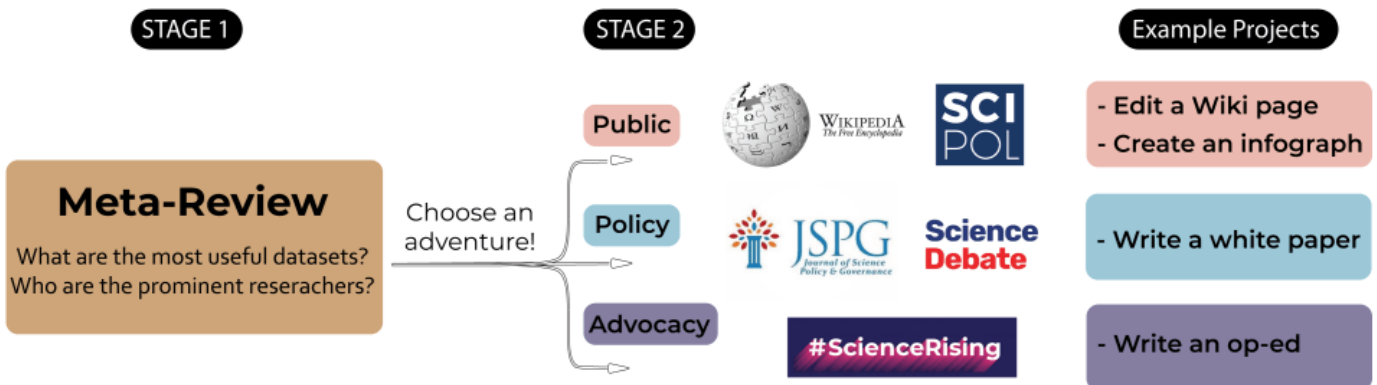 STAGE 1
STAGE 2
Example Projects
Meta-Review
What are the most useful datasets?
Who are the prominent reserachers?
Choose an
adventure!
Public
WIKIPEDIA
The Free Encyclopedia
SCI
POL
- Edit a Wiki page
- Create an infograph
Policy
JSPG
Journal of Science
Policy & Governance
Science
Debate
- Write a white paper
Advocacy
#ScienceRising
- Write an op-ed